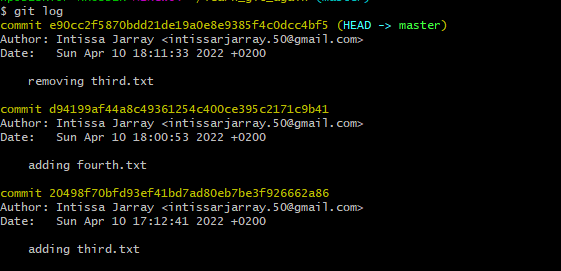 $ git log
commit e90cc2f5870bdd21de19a0e8e9385f4c0dcc4bf5 (HEAD -> master)
Author: Intissa Jarray <intissarjarray.50@gmail.com>
Date:   Sun Apr 10 18:11:33 2022 +0200
removing third.txt
commit d94199af44a8c49361254c400ce395c2171c9b41
Author: Intissa Jarray <intissarjarray.50@gmail.com>
Date:   Sun Apr 10 18:00:53 2022 +0200
adding fourth.txt
commit 20498f70bfd93ef41bd7ad80eb7be3f926662a86
Author: Intissa Jarray <intissarjarray.50@gmail.com>
Date:   Sun Apr 10 17:12:41 2022 +0200
adding third.txt